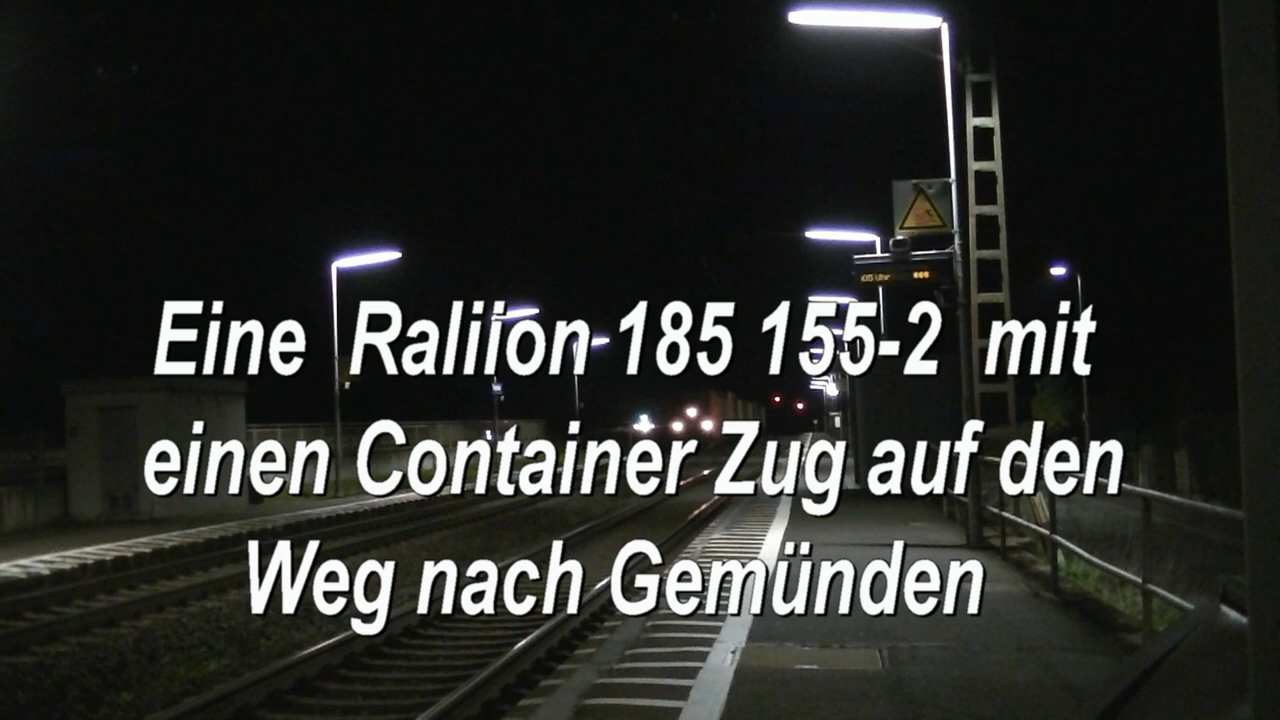 Eine Raliion 185 155-2 mit
einen Container Zug auf den
Weg nach Gemünden